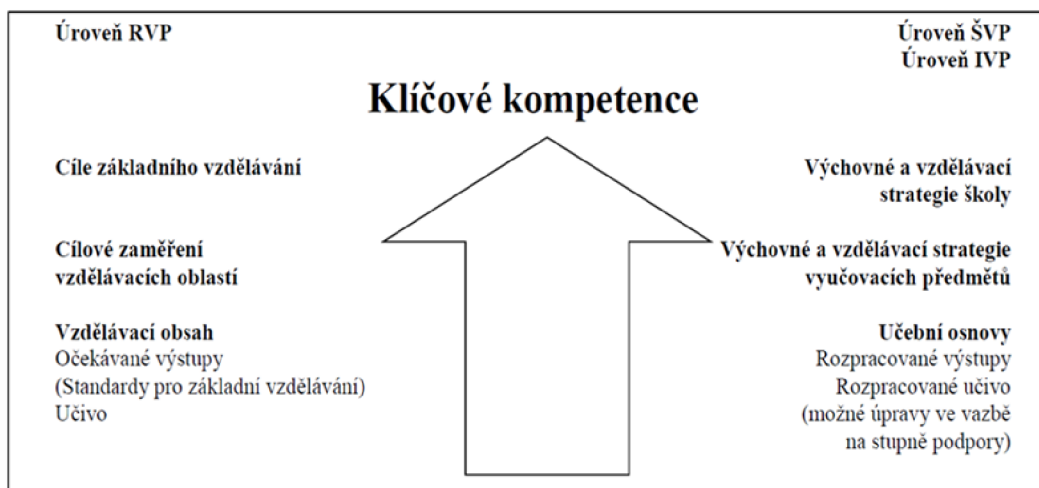 Úroveň RVP
Úroveň ŠVP
Úroveň IVP
Klíčové kompetence
Cíle základního vzdělávání
Výchovné a vzdělávací
strategie školy
Cílové zaměření
vzdělávacích oblastí
Výchovné a vzdělávací strategie
vyučovacích předmětů
Vzdělávací obsah
Očekávané výstupy
(Standardy pro základní vzdělávání)
Učivo
Učební osnovy
Rozpracované výstupy
Rozpracované učivo
(možné úpravy ve vazbě
na stupně podpory)